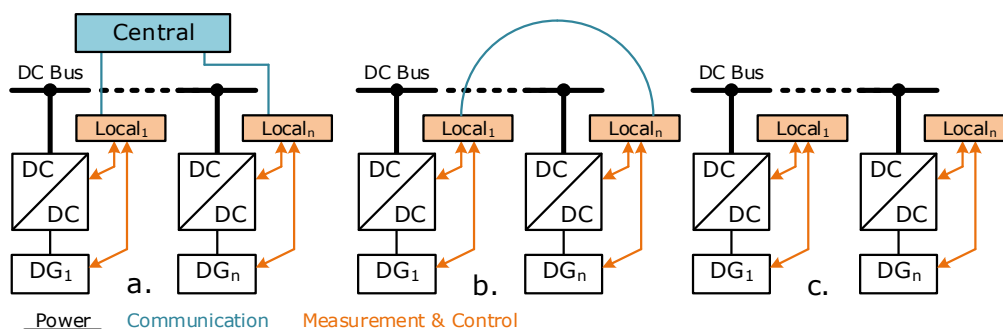 Central
DC Bus
Local₁
Localₙ
DC
DC
DC
DC
DG₁
DGₙ
a.
DC Bus
Local₁
Localₙ
DC
DC
DC
DC
DG₁
DGₙ
b.
DC Bus
Local₁
Localₙ
DC
DC
DC
DC
DG₁
DGₙ
c.
Power Communication Measurement & Control